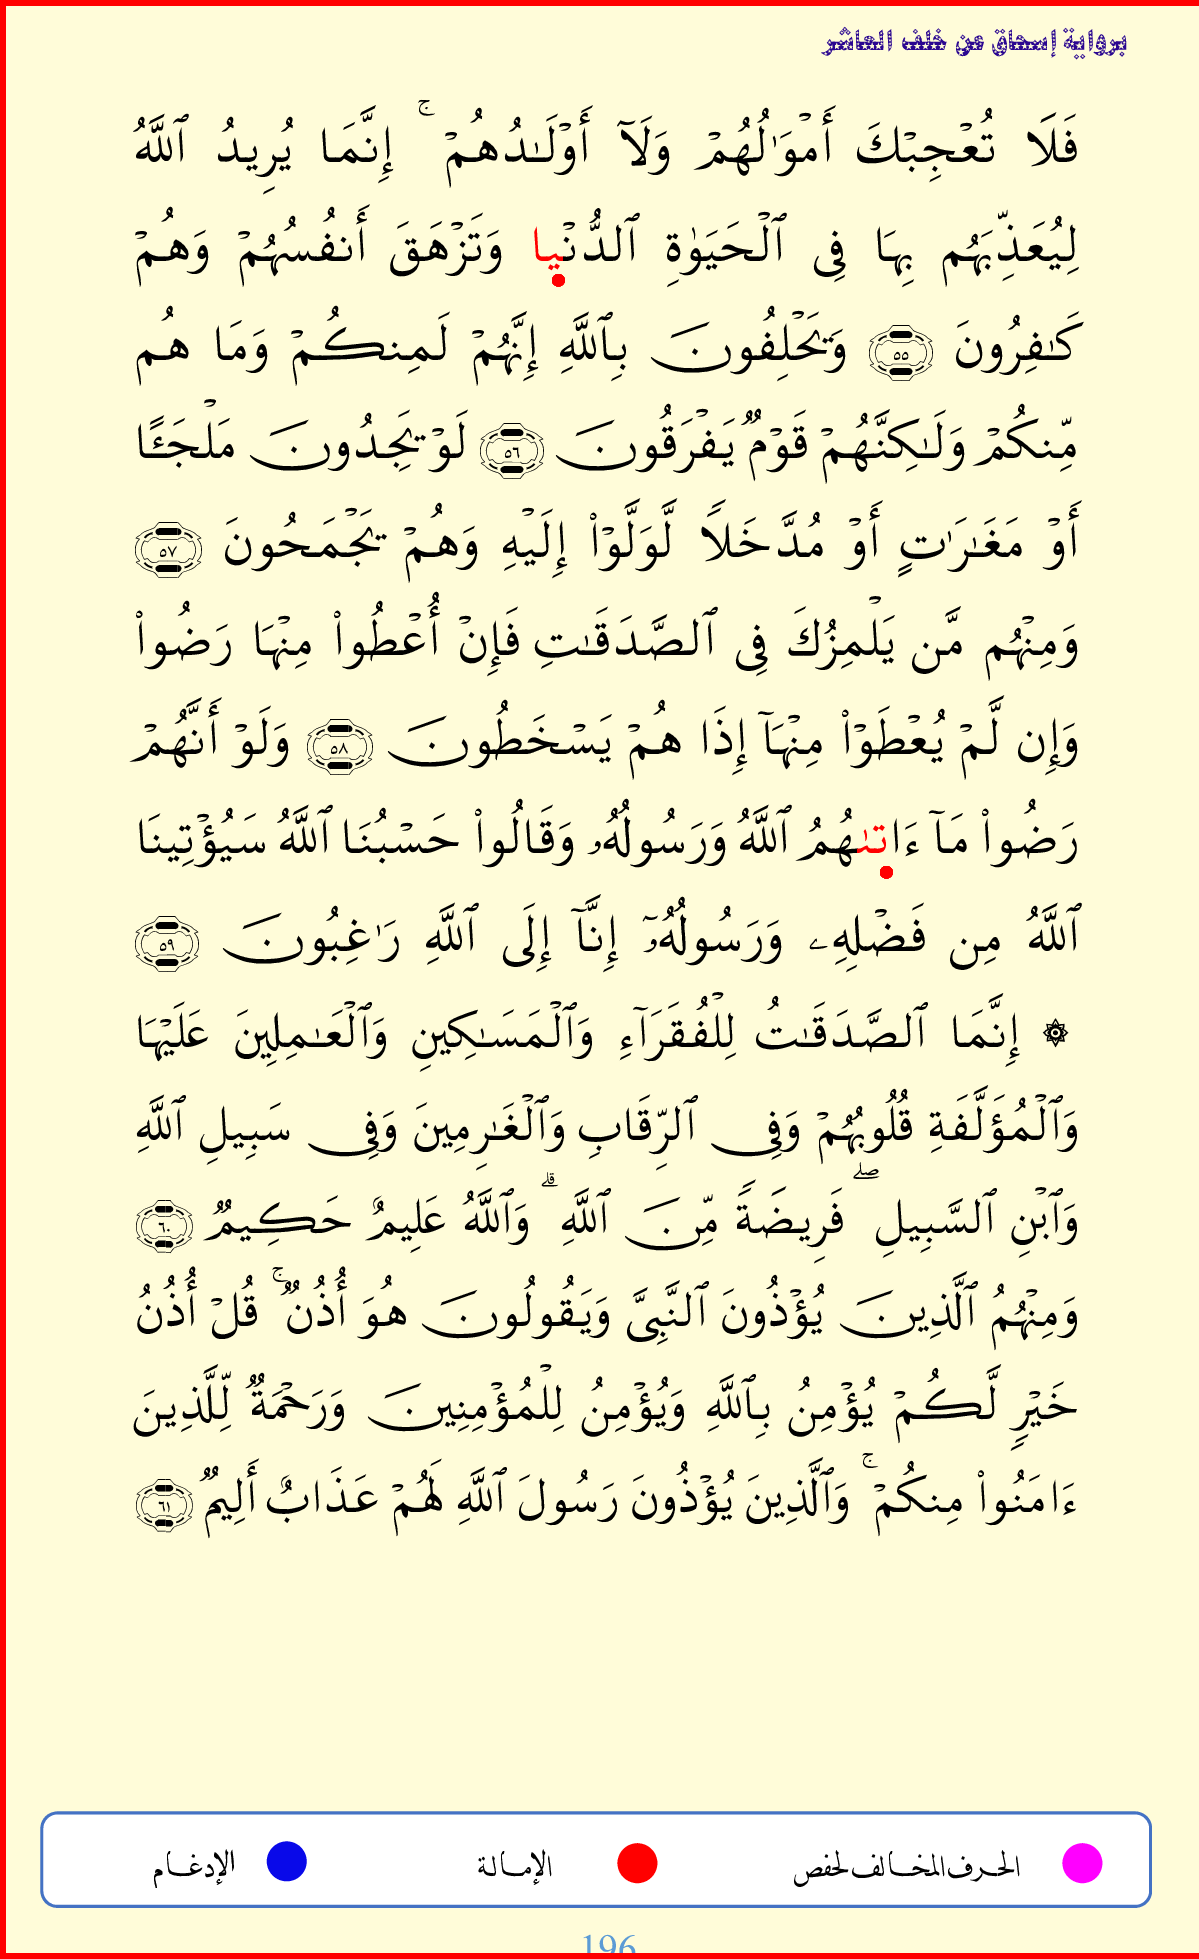 برواية إسحاق عن خلف العاشر
فَلَا تُعۡجِبۡكَ أَمۡوَٰلُهُمۡ وَلَآ أَوۡلَٰدُهُمۡۚ إِنَّمَا يُرِيدُ ٱللَّهُ
لِيُعَذِّبَهُم بِهَا فِي ٱلۡحَيَوٰةِ ٱلدُّنۡيا وَتَزۡهَقَ أَنفُسُهُمۡ وَهُمۡ
كَٰفِرُونَ ٥٥ وَيَحۡلِفُونَ بِٱللَّهِ إِنَّهُمۡ لَمِنكُمۡ وَمَا هُم
مِّنكُمۡ وَلَٰكِنَّهُمۡ قَوۡمٞ يَفۡرَقُونَ ٥٦ لَوۡ يَجِدُونَ مَلۡجَـًٔا
أَوۡ مَغَٰرَٰتٍ أَوۡ مُدَّخَلٗا لَّوَلَّوۡاْ إِلَيۡهِ وَهُمۡ يَجۡمَحُونَ ٥٧
وَمِنۡهُم مَّن يَلۡمِزُكَ فِي ٱلصَّدَقَٰتِ فَإِنۡ أُعۡطُواْ مِنۡهَا رَضُواْ
وَإِن لَّمۡ يُعۡطَوۡاْ مِنۡهَآ إِذَا هُمۡ يَسۡخَطُونَ ٥٨ وَلَوۡ أَنَّهُمۡ
رَضُواْ مَآ ءَاتىٰهُمُ ٱللَّهُ وَرَسُولُهُۥ وَقَالُواْ حَسۡبُنَا ٱللَّهُ سَيُؤۡتِينَا
ٱللَّهُ مِن فَضۡلِهِۦ وَرَسُولُهُۥٓ إِنَّآ إِلَى ٱللَّهِ رَٰغِبُونَ ٥٩
۞ إِنَّمَا ٱلصَّدَقَٰتُ لِلۡفُقَرَآءِ وَٱلۡمَسَٰكِينِ وَٱلۡعَٰمِلِينَ عَلَيۡهَا
وَٱلۡمُؤَلَّفَةِ قُلُوبُهُمۡ وَفِي ٱلرِّقَابِ وَٱلۡغَٰرِمِينَ وَفِي سَبِيلِ ٱللَّهِ
وَٱبۡنِ ٱلسَّبِيلِۖ فَرِيضَةٗ مِّنَ ٱللَّهِۗ وَٱللَّهُ عَلِيمٌ حَكِيمٞ ٦٠
وَمِنۡهُمُ ٱلَّذِينَ يُؤۡذُونَ ٱلنَّبِيَّ وَيَقُولُونَ هُوَ أُذُنٞۚ قُلۡ أُذُنُ
خَيۡرٖ لَّكُمۡ يُؤۡمِنُ بِٱللَّهِ وَيُؤۡمِنُ لِلۡمُؤۡمِنِينَ وَرَحۡمَةٞ لِّلَّذِينَ
ءَامَنُواْ مِنكُمۡۚ وَٱلَّذِينَ يُؤۡذُونَ رَسُولَ ٱللَّهِ لَهُمۡ عَذَابٌ أَلِيمٞ ٦١
الحرف المخالف لحفص الإمالة الإدغام
196